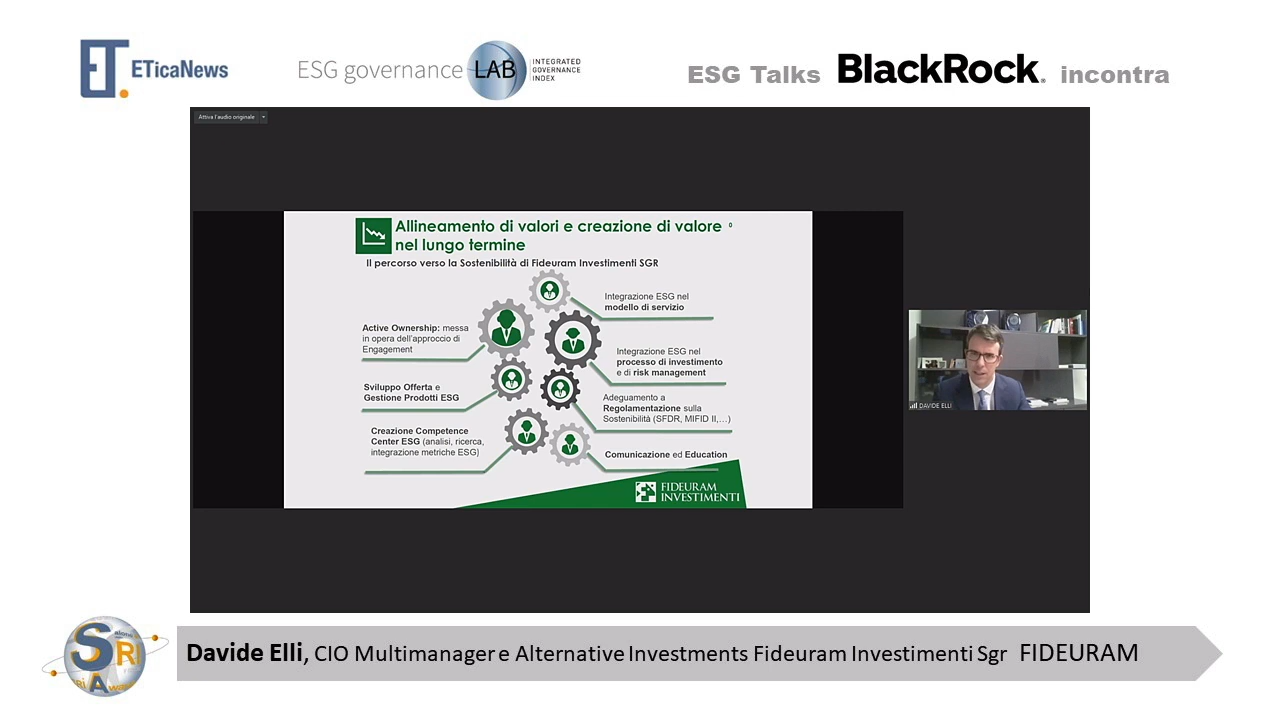 ET.
ETicaNews
ESG governance LAB INTEGRATED
GOVERNANCE
INDEX
ESG Talks BlackRock. incontra
Attiva l'audio originale
Allineamento di valori e creazione di valore
nel lungo termine
Il percorso verso la Sostenibilità di Fideuram Investimenti SGR
Integrazione ESG nel
modello di servizio
Active Ownership: messa
in opera dell'approccio di
Engagement
Integrazione ESG nel
processo di investimento
e di risk management
Sviluppo Offerta e
Gestione Prodotti ESG
Adeguamento a
Regolamentazione sulla
Sostenibilità (SFDR, MIFID II,...)
Creazione Competence
Center ESG (analisi, ricerca,
integrazione metriche ESG)
Comunicazione ed Education
FIDEURAM
INVESTIMENTI
DAVIDE ELLI
SRI
A
Davide Elli, CIO Multimanager e Alternative Investments Fideuram Investimenti Sgr FIDEURAM